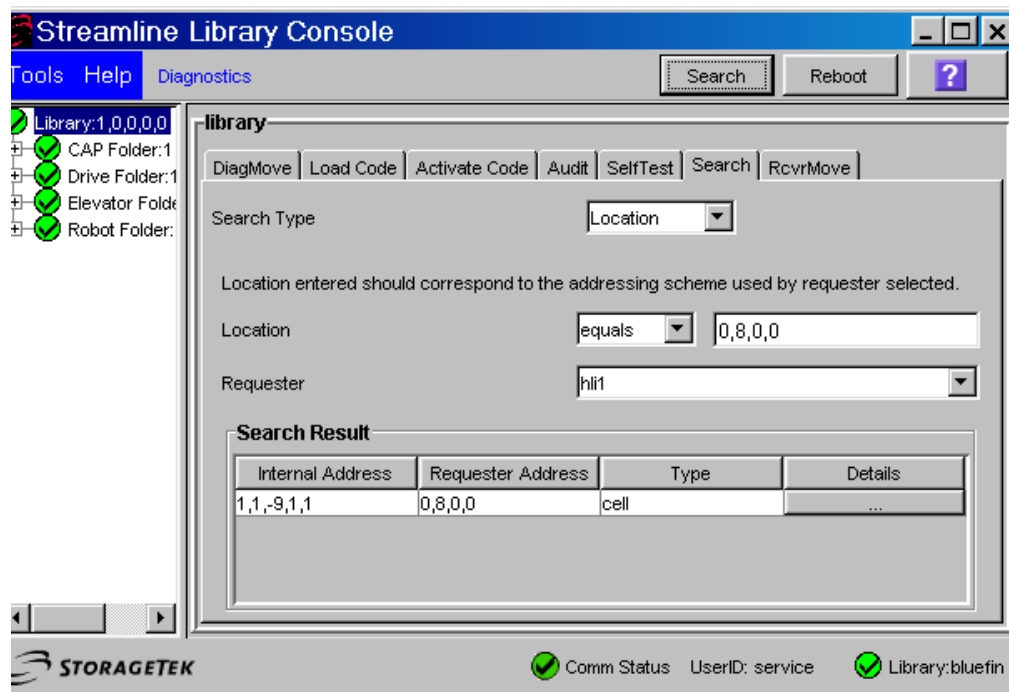 Streamline Library Console
Tools Help Diagnostics Search Reboot ?
Library:1,0,0,0,0
CAP Folder:1
Drive Folder:1
Elevator Folde
Robot Folder:
library
DiagMove Load Code Activate Code Audit SelfTest Search RcvrMove
Search Type Location
Location entered should correspond to the addressing scheme used by requester selected.
Location equals 0,8,0,0
Requester hli1
Search Result
Internal Address Requester Address Type Details
1,1,-9,1,1 0,8,0,0 cell ...
STORAGETEK Comm Status UserID: service Library:bluefin